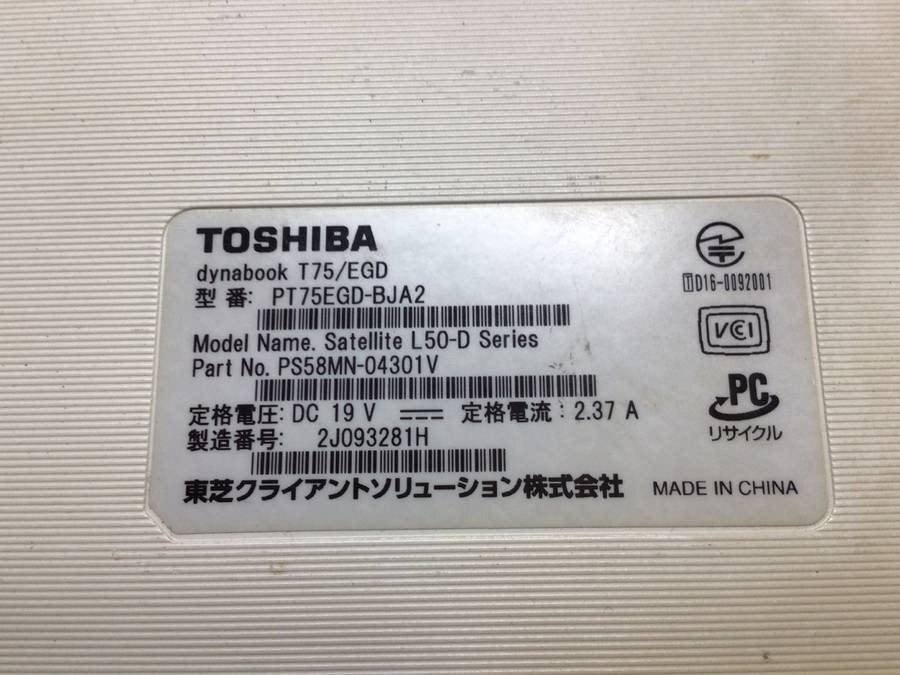 TOSHIBA
dynabook T75/EGD
型番: PT75EGD-BJA2
Model Name. Satellite L50-D Series
Part No. PS58MN-04301V
定格電圧: DC 19 V 定格電流: 2.37 A
製造番号: 2J093281H
東芝クライアントソリューション株式会社 MADE IN CHINA
T D16-0092001
VCCI
PC
リサイクル